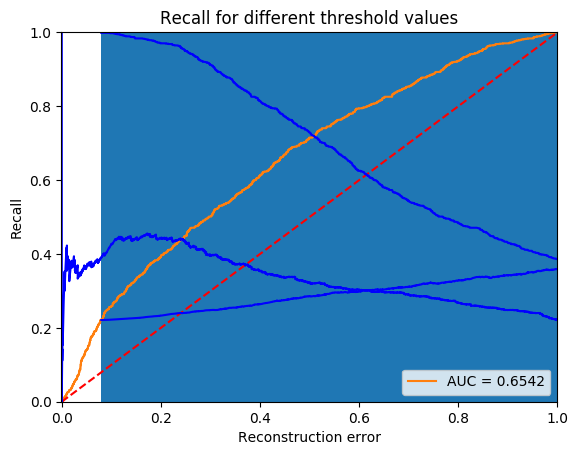 Recall for different threshold values
1.0
0.8
0.6
0.4
0.2
0.0
Recall
0.0 0.2 0.4 0.6 0.8 1.0
Reconstruction error
AUC = 0.6542